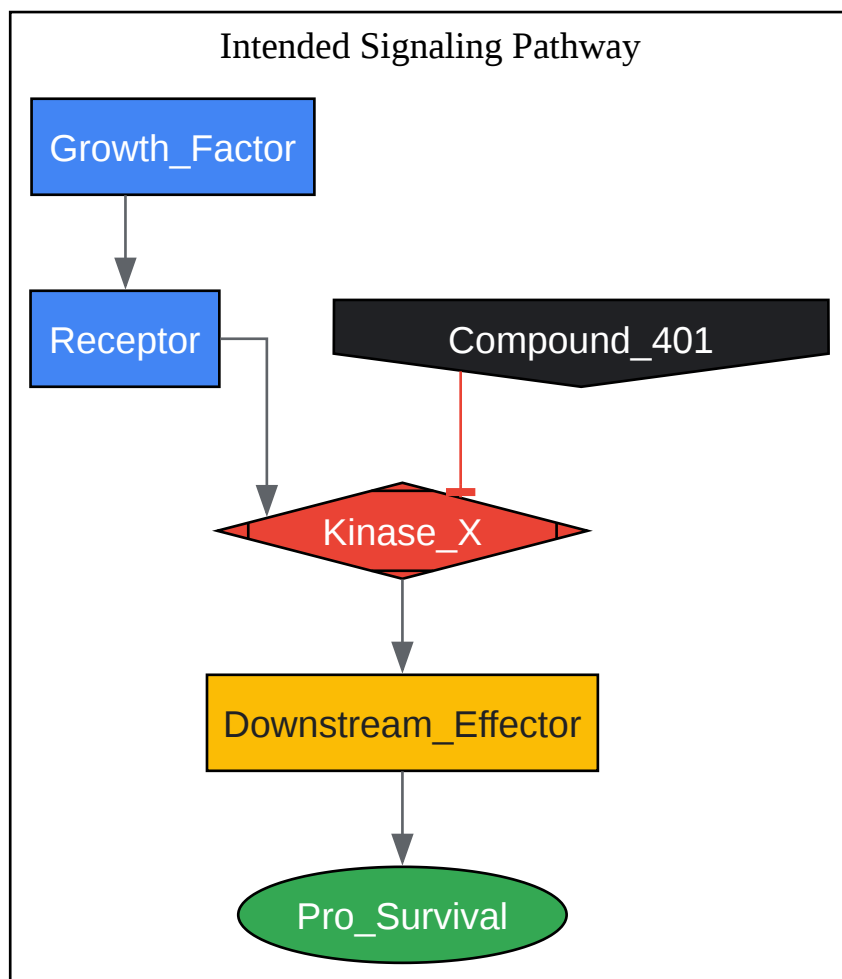 Intended Signaling Pathway
Growth_Factor
Receptor
Compound_401
Kinase_X
Downstream_Effector
Pro_Survival